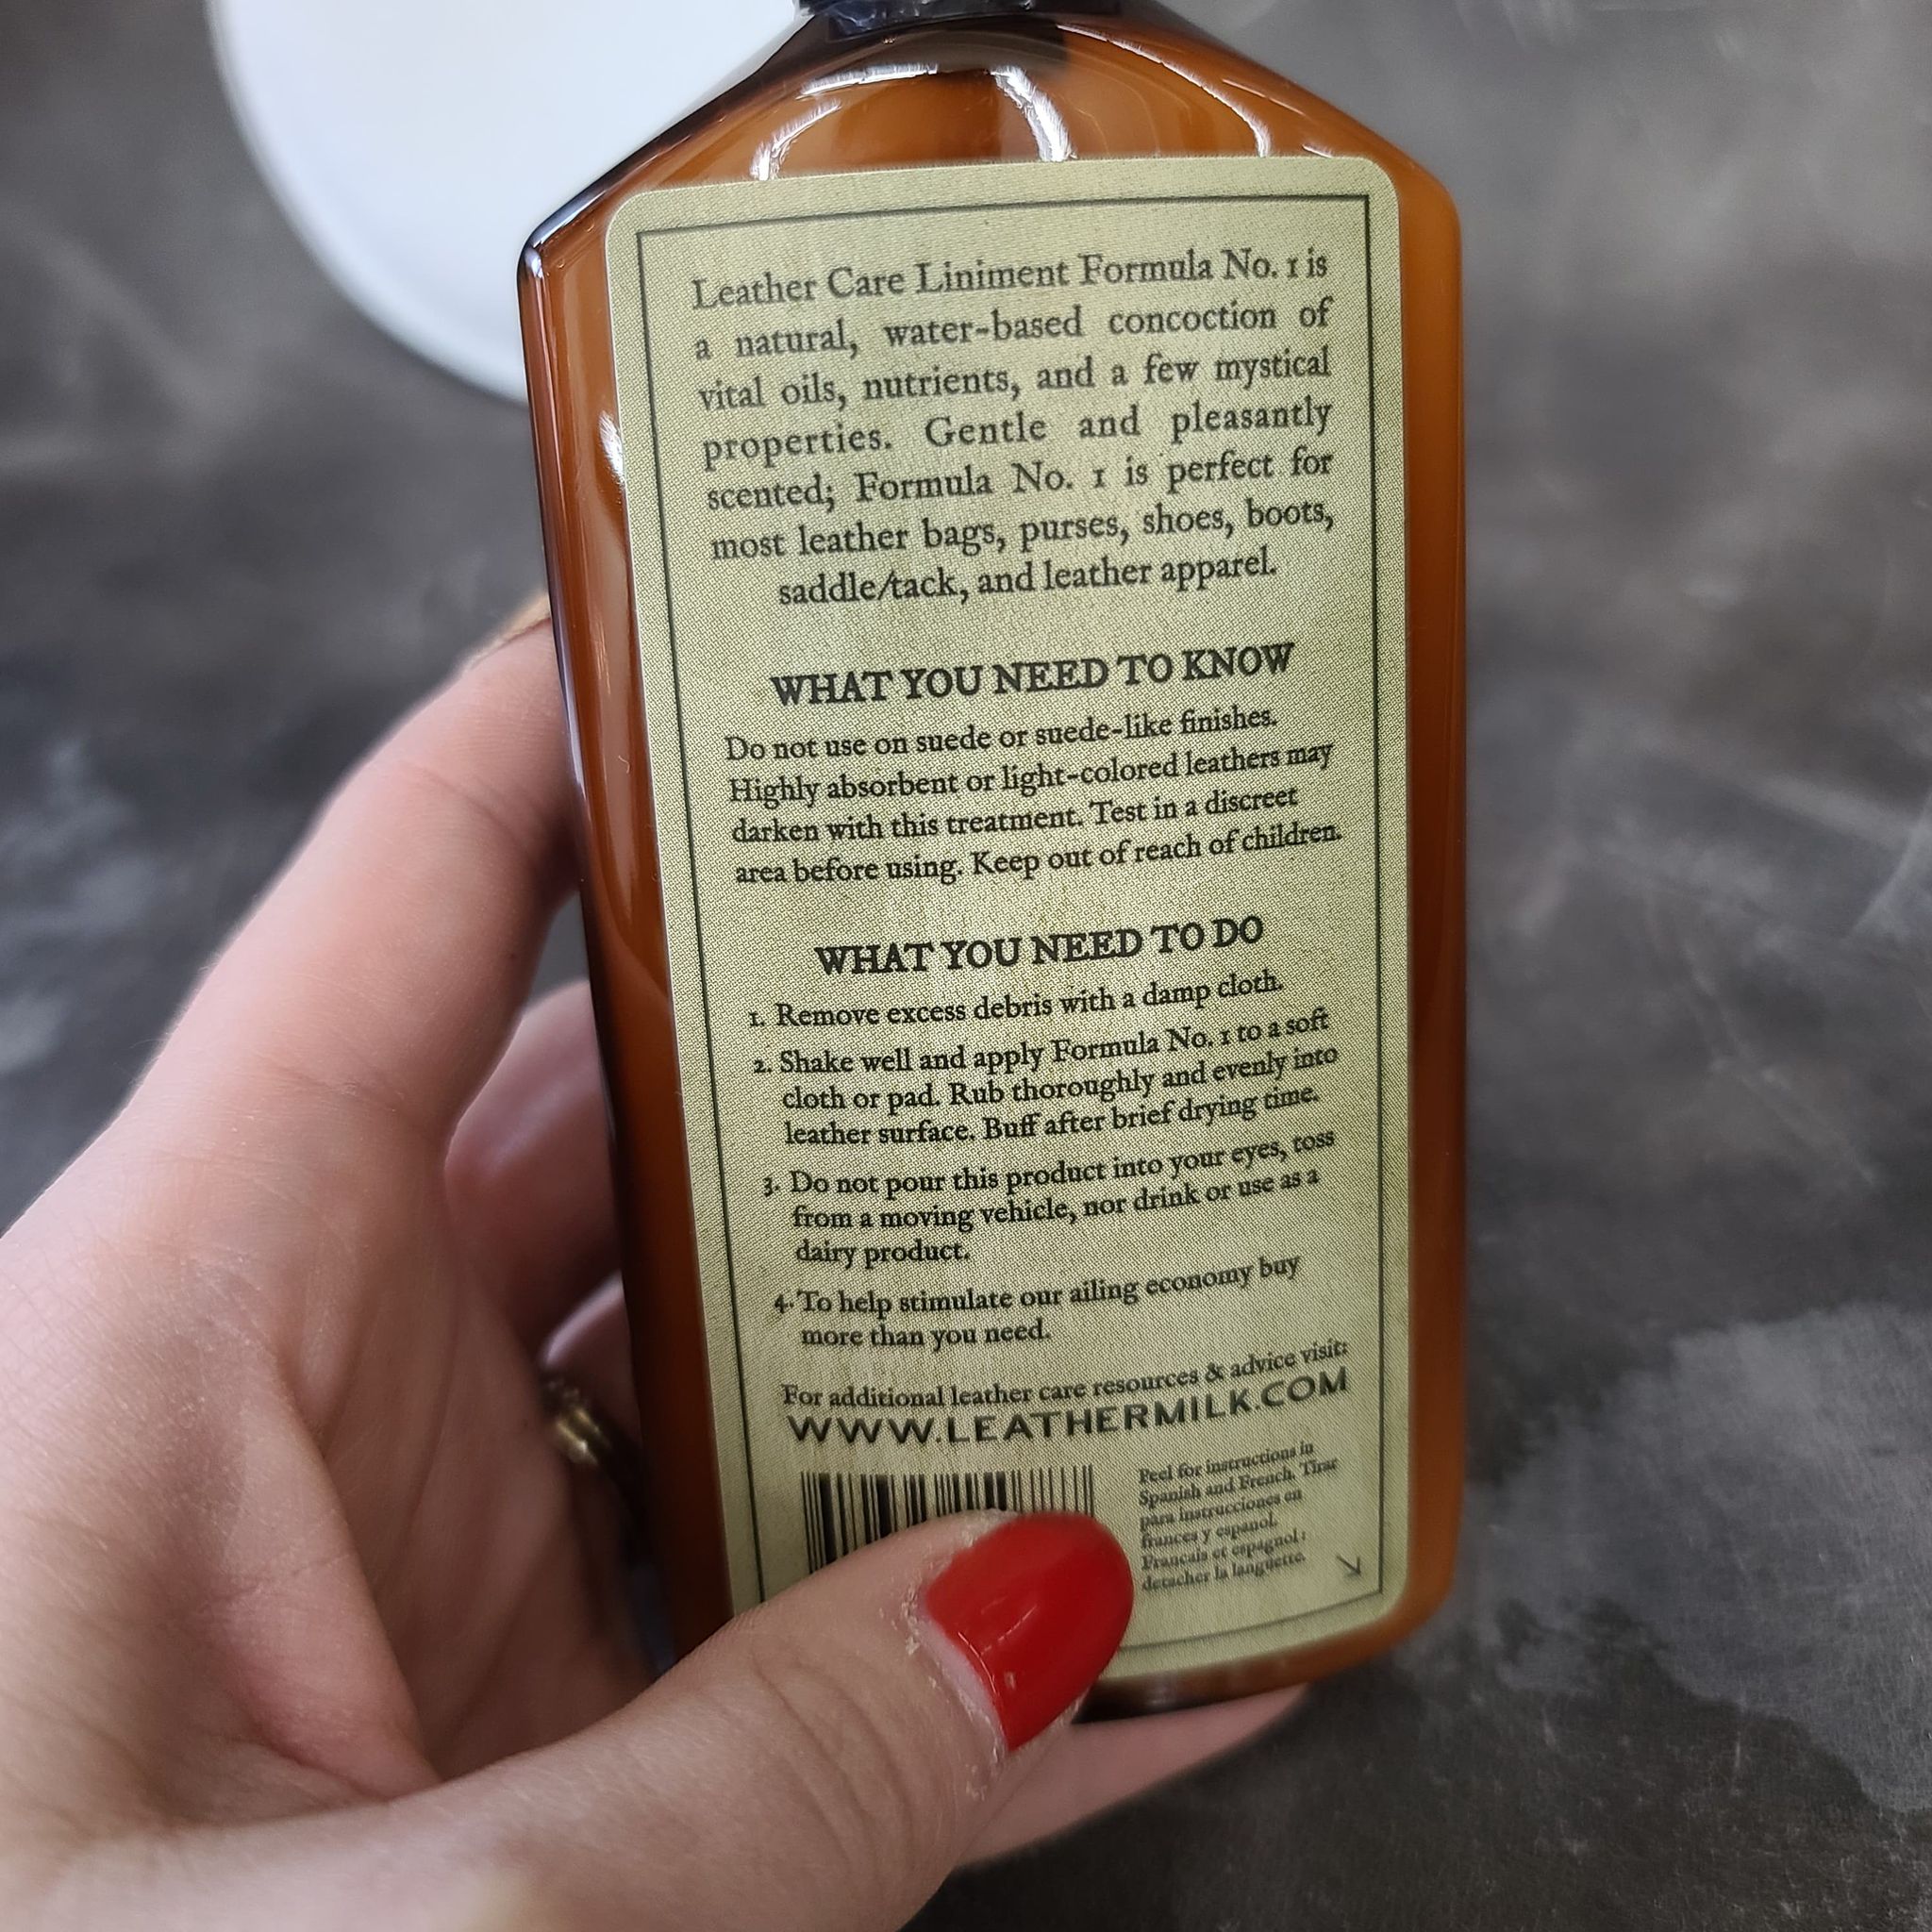 Leather Care Liniment Formula No. 1 is
a natural, water-based concoction of
vital oils, nutrients, and a few mystical
properties. Gentle and pleasantly
scented; Formula No. 1 is perfect for
most leather bags, purses, shoes, boots,
saddle/tack, and leather apparel.
WHAT YOU NEED TO KNOW
Do not use on suede or suede-like finishes.
Highly absorbent or light-colored leathers may
darken with this treatment. Test in a discreet
area before using. Keep out of reach of children.
WHAT YOU NEED TO DO
1. Remove excess debris with a damp cloth.
2. Shake well and apply Formula No. 1 to a soft
cloth or pad. Rub thoroughly and evenly into
leather surface. Buff after brief drying time.
3. Do not pour this product into your eyes, toss
from a moving vehicle, nor drink or use as a
dairy product.
4. To help stimulate our ailing economy buy
more than you need.
For additional leather care resources & advice visit:
WWW.LEATHERMILK.COM
Peel for instructions in
Spanish and French. Tirar
para instrucciones en
frances y espanol.
Francais et espagnol:
detacher la languette.